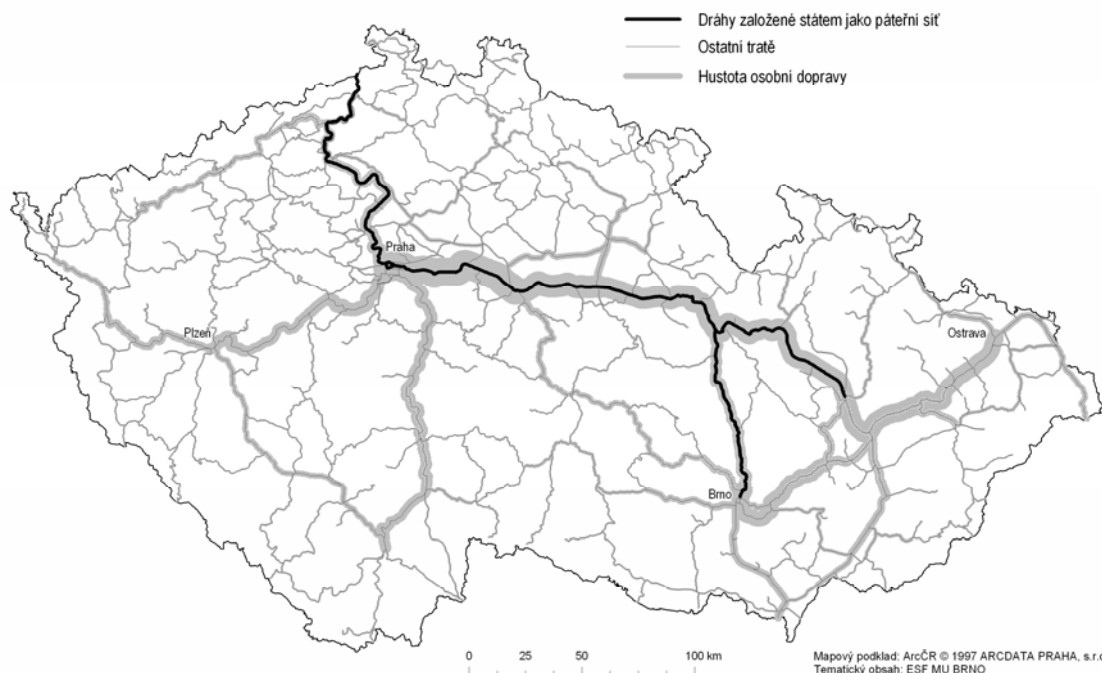 Dráhy založené státem jako páteřní síť
Ostatní tratě
Hustota osobní dopravy
Praha
Plzeň
Ostrava
Brno
0 25 50 100 km
Mapový podklad: ArcČR © 1997 ARCDATA PRAHA, s.r.o
Tematický obsah: ESF MU BRNO